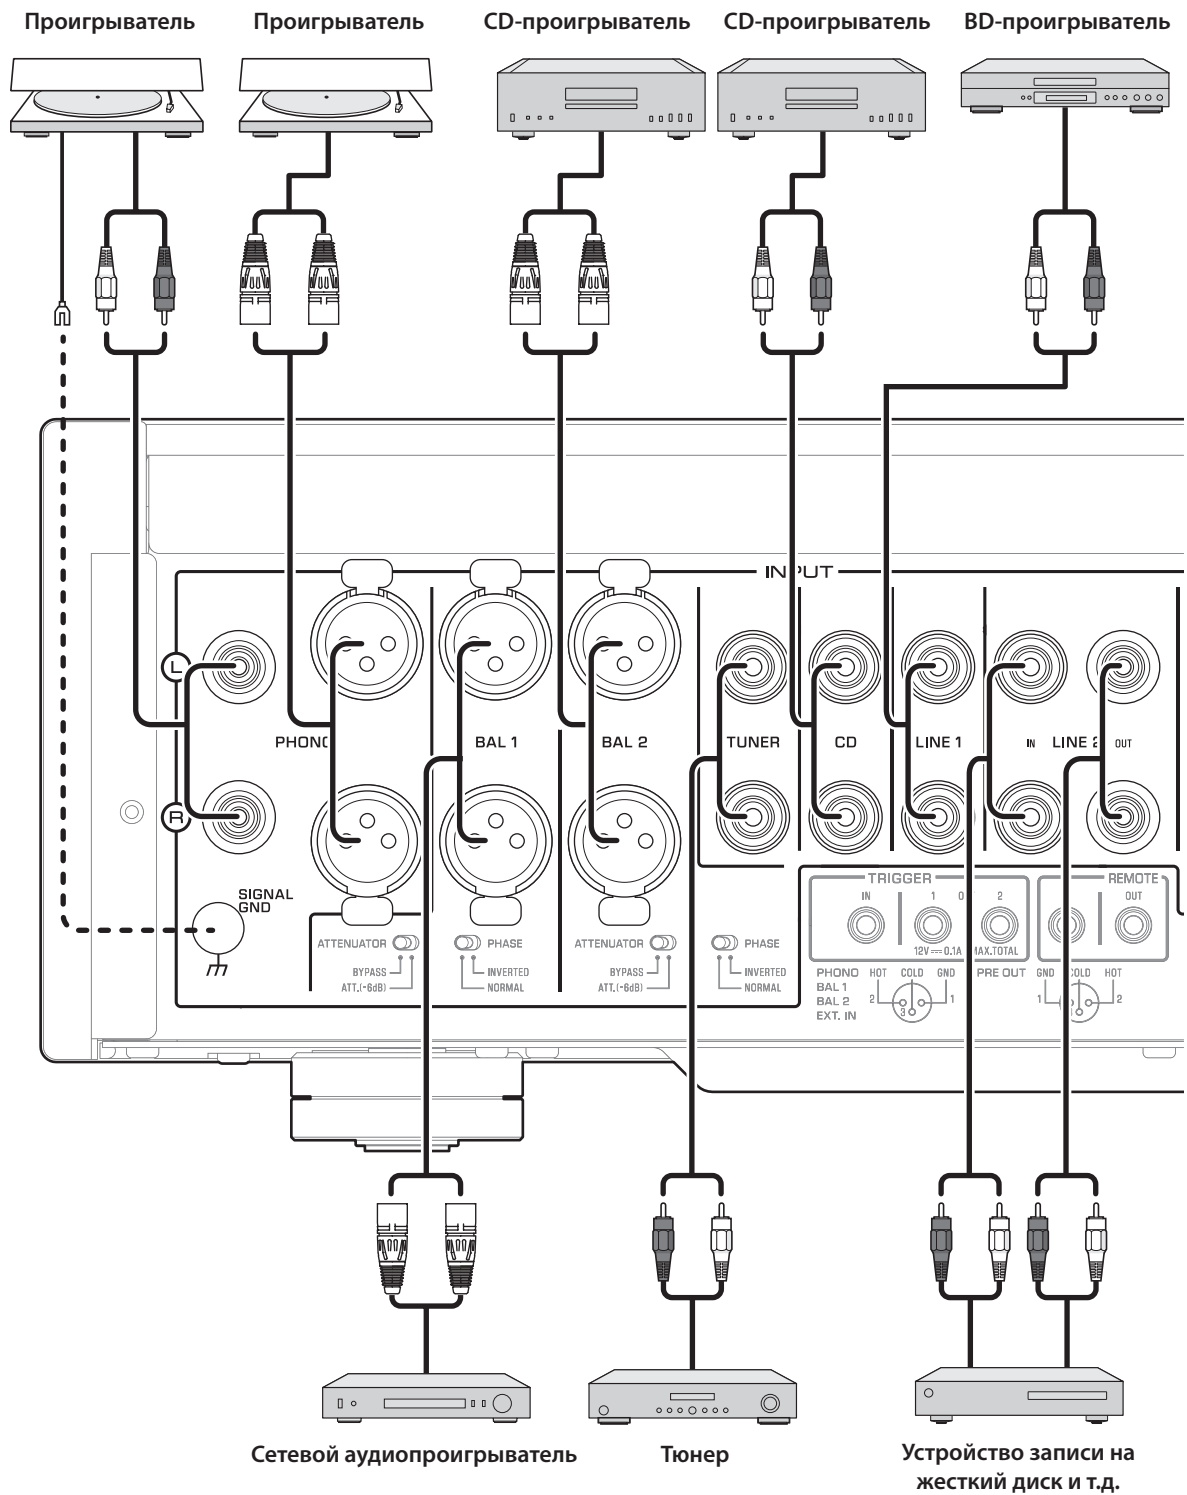 Проигрыватель
Проигрыватель
CD-проигрыватель
CD-проигрыватель
BD-проигрыватель
INPUT
L
PHONO
BAL 1
BAL 2
TUNER
CD
LINE 1
IN
LINE 2
OUT
R
SIGNAL
GND
TRIGGER
REMOTE
IN
1
2
OUT
12V 0.1A MAX.TOTAL
ATTENUATOR
PHASE
ATTENUATOR
PHASE
BYPASS
INVERTED
BYPASS
INVERTED
ATT.(-6dB)
NORMAL
ATT.(-6dB)
NORMAL
PHONO
BAL 1
BAL 2
EXT. IN
HOT
COLD
GND
2
3
1
PRE OUT
GND
COLD
HOT
1
2
Сетевой аудиопроигрыватель
Тюнер
Устройство записи на
жесткий диск и т.д.